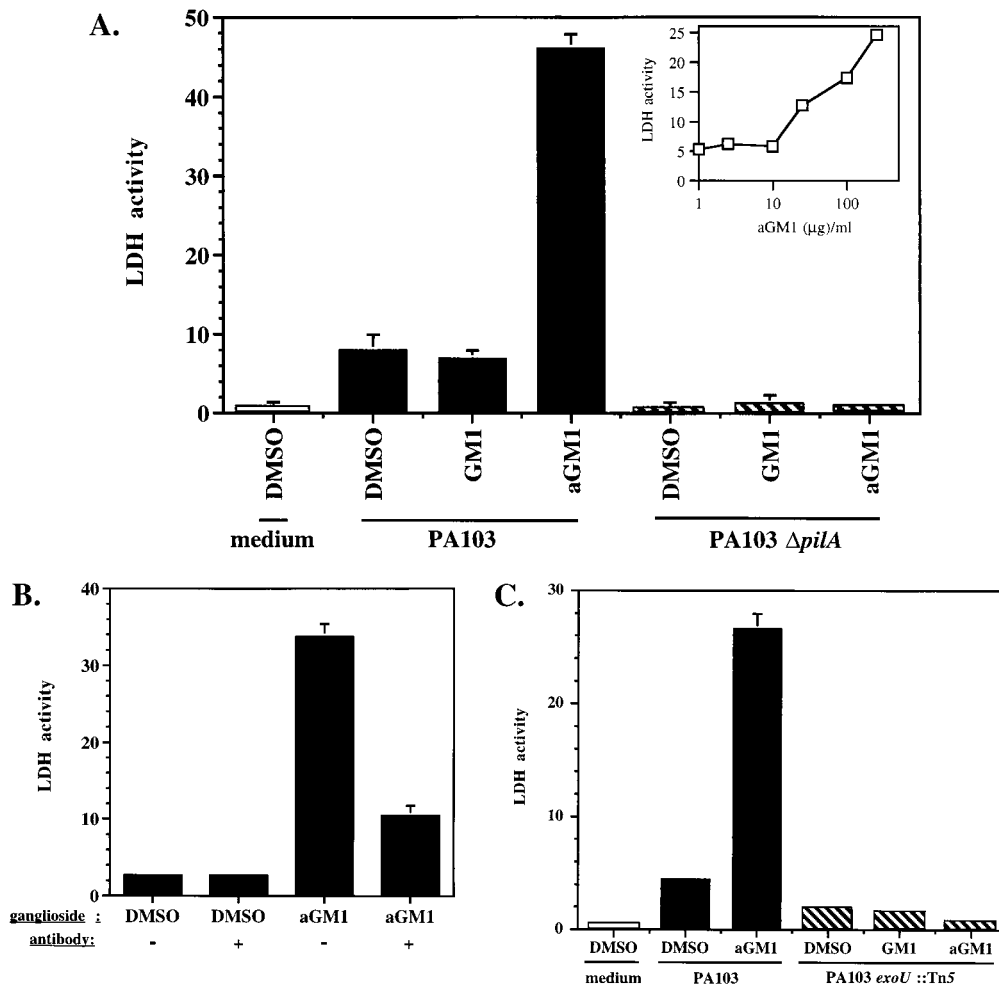 A.
50
40
30
20
10
0
LDH activity
25
20
15
10
5
0
LDH activity
1 10 100
aGM1 (µg)/ml
DMSO DMSO GM1 aGM1 DMSO GM1 aGM1
medium PA103 PA103 ΔpilA
B.
40
30
20
10
0
LDH activity
ganglioside : DMSO DMSO aGM1 aGM1
antibody: - + - +
C.
30
20
10
0
LDH activity
DMSO DMSO aGM1 DMSO GM1 aGM1
medium PA103 PA103 exoU ::Tn5